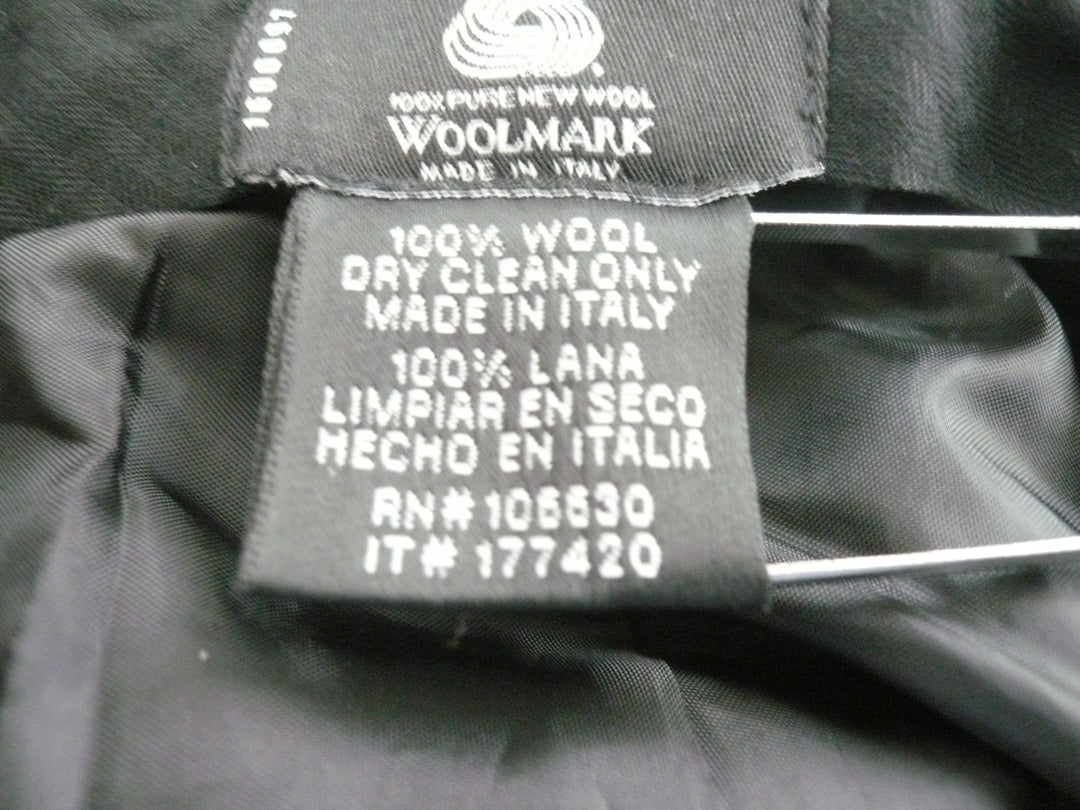 100% PURE NEW WOOL
WOOLMARK
MADE IN ITALY
100% WOOL
DRY CLEAN ONLY
MADE IN ITALY
100% LANA
LIMPIAR EN SECO
HECHO EN ITALIA
RN# 106630
IT# 177420